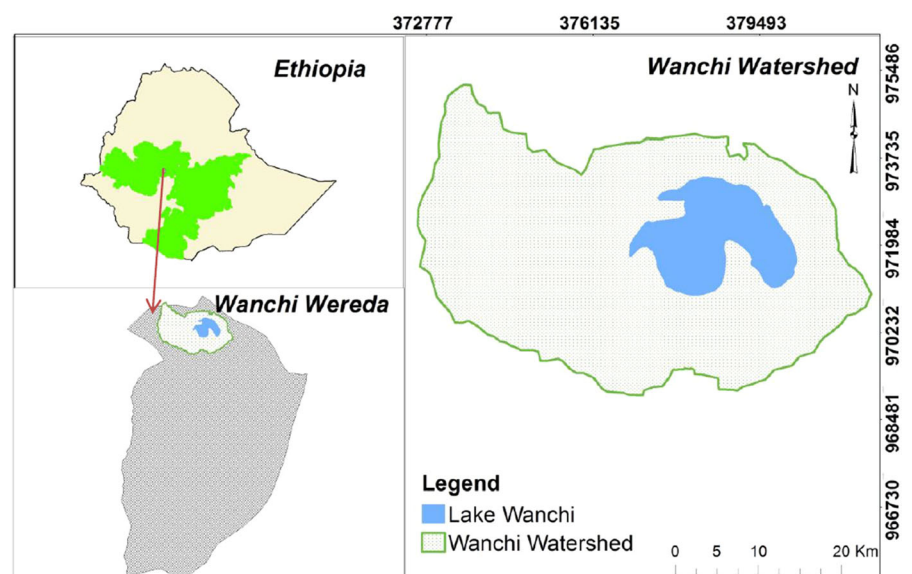 372777 376135 379493
Ethiopia
Wanchi Watershed
N
975486
973735
971984
970232
968481
966730
Wanchi Wereda
Legend
Lake Wanchi
Wanchi Watershed
0 5 10 20 Km